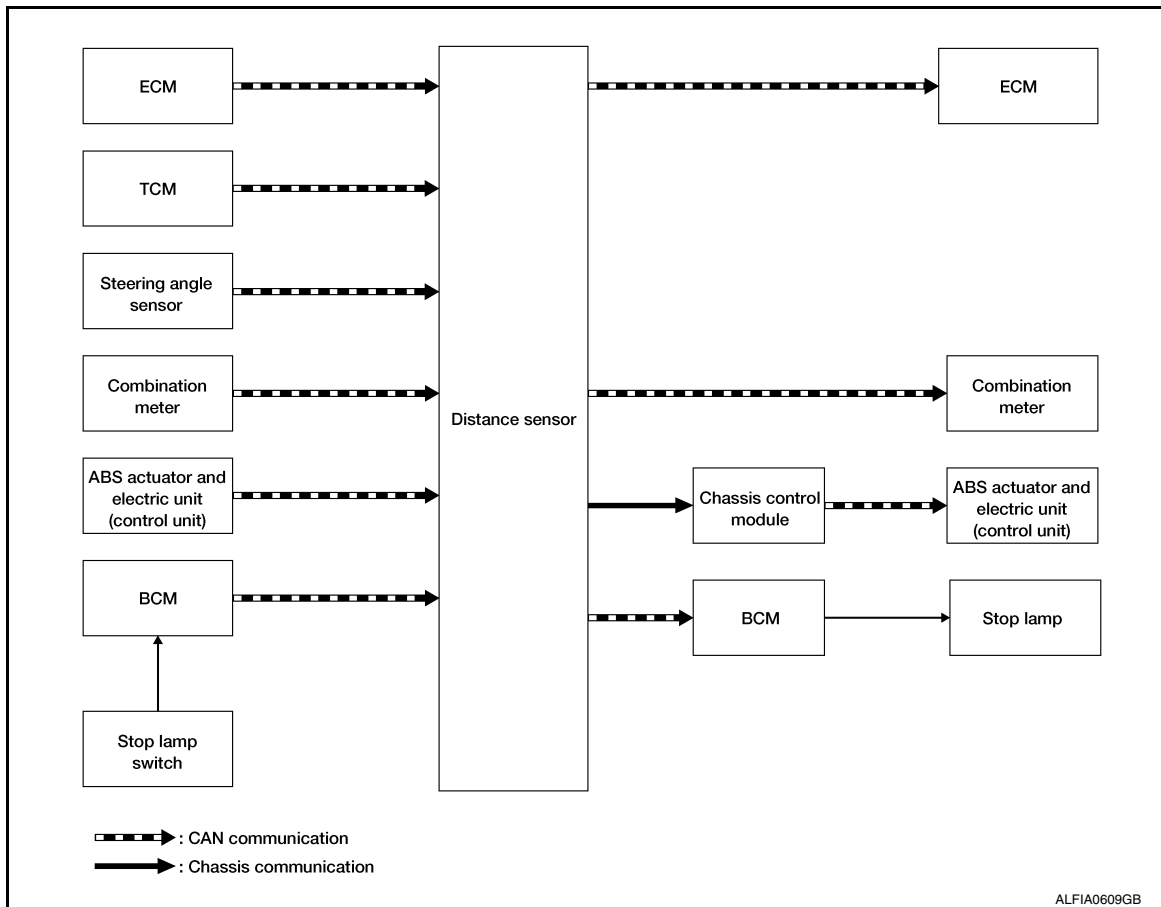 ECM
ECM
TCM
Steering angle
sensor
Combination
meter
Distance sensor
Combination
meter
ABS actuator and
electric unit
(control unit)
Chassis control
module
ABS actuator and
electric unit
(control unit)
BCM
BCM
Stop lamp
Stop lamp
switch
: CAN communication
: Chassis communication
ALFIA0609GB